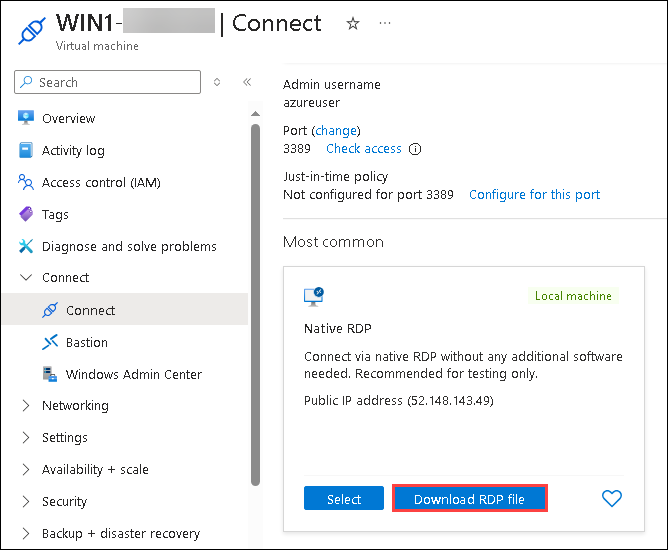 WIN1- | Connect
Virtual machine
Search
Overview
Activity log
Access control (IAM)
Tags
Diagnose and solve problems
Connect
Connect
Bastion
Windows Admin Center
Networking
Settings
Availability + scale
Security
Backup + disaster recovery
Admin username
azureuser
Port (change)
3389 Check access
Just-in-time policy
Not configured for port 3389 Configure for this port
Most common
Local machine
Native RDP
Connect via native RDP without any additional software
needed. Recommended for testing only.
Public IP address (52.148.143.49)
Select Download RDP file